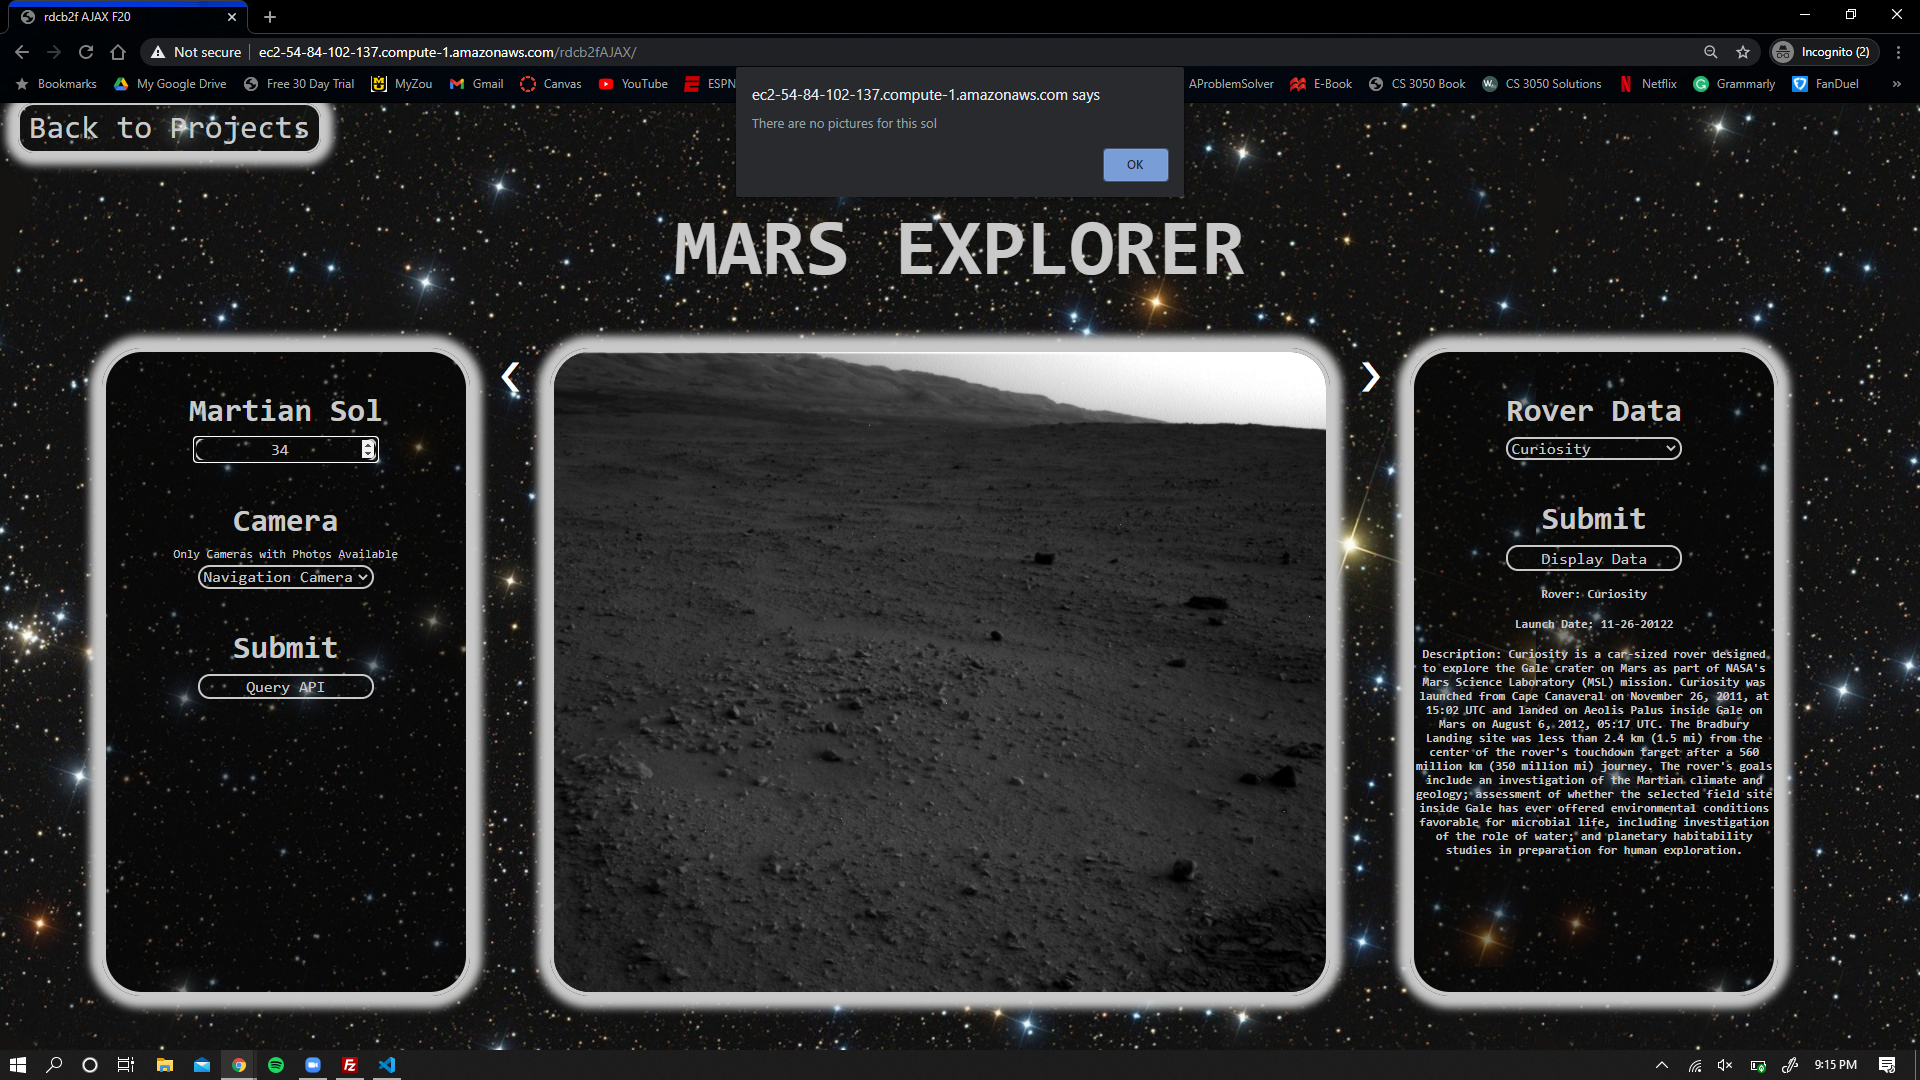 rdcb2f AJAX F20
Not secure
ec2-54-84-102-137.compute-1.amazonaws.com/rdcb2fAJAX/
Incognito (2)
Bookmarks
My Google Drive
Free 30 Day Trial
MyZou
Gmail
Canvas
YouTube
ESPN
AProblemSolver
E-Book
CS 3050 Book
CS 3050 Solutions
Netflix
Grammarly
FanDuel
ec2-54-84-102-137.compute-1.amazonaws.com says
There are no pictures for this sol
OK
Back to Projects
MARS EXPLORER
Martian Sol
34
Camera
Only Cameras with Photos Available
Navigation Camera
Submit
Query API
Rover Data
Curiosity
Submit
Display Data
Rover: Curiosity
Launch Date: 11-26-20122
Description: Curiosity is a car-sized rover designed
to explore the Gale crater on Mars as part of NASA's
Mars Science Laboratory (MSL) mission. Curiosity was
launched from Cape Canaveral on November 26, 2011, at
15:02 UTC and landed on Aeolis Palus inside Gale on
Mars on August 6, 2012, 05:17 UTC. The Bradbury
Landing site was less than 2.4 km (1.5 mi) from the
center of the rover's touchdown target after a 560
million km (350 million mi) journey. The rover's goals
include an investigation of the Martian climate and
geology; assessment of whether the selected field site
inside Gale has ever offered environmental conditions
favorable for microbial life, including investigation
of the role of water; and planetary habitability
studies in preparation for human exploration.
9:15 PM